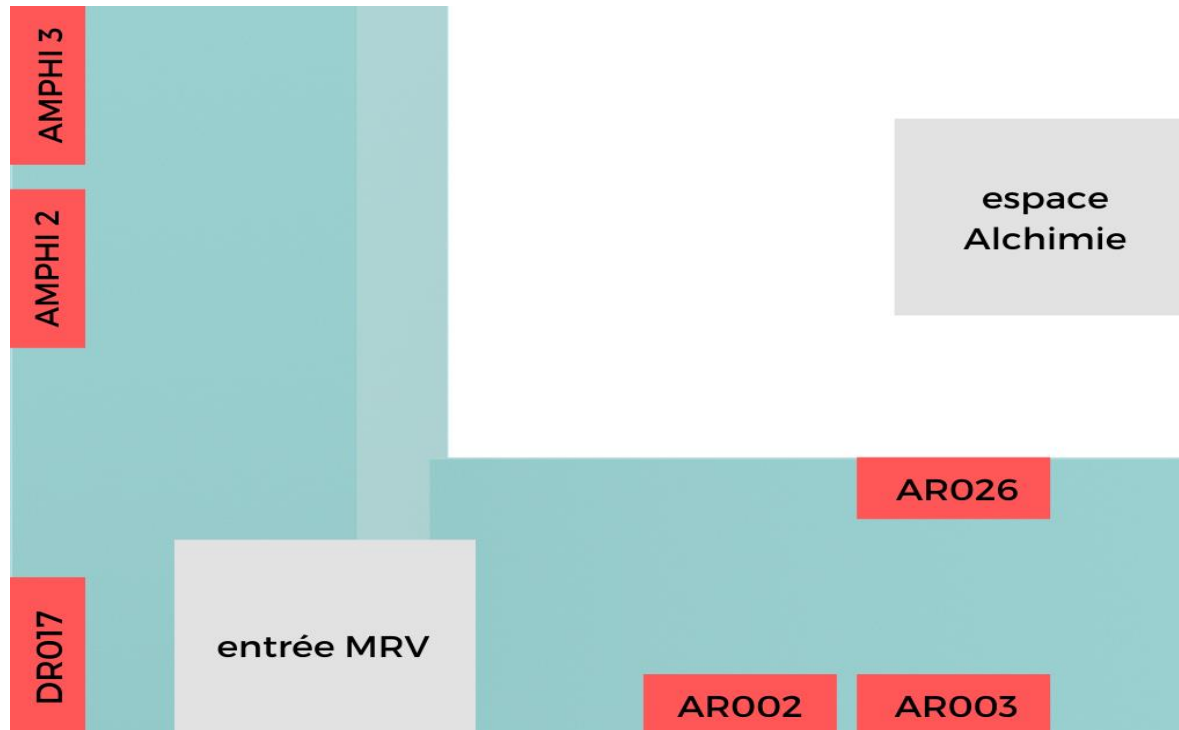 AMPHI 3
AMPHI 2
espace
Alchimie
AR026
DR017
entrée MRV
AR002
AR003